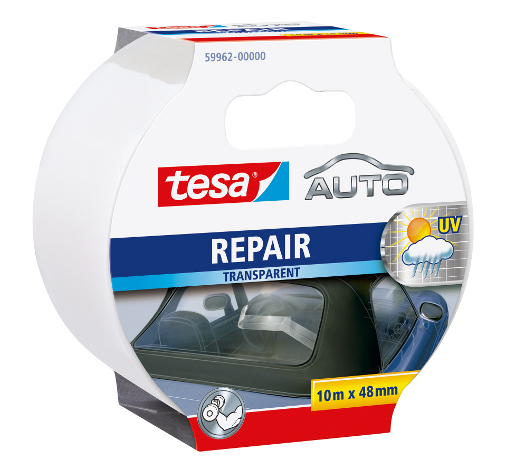 59962-00000
tesa®
AUTO
UV
REPAIR
TRANSPARENT
10m x 48mm